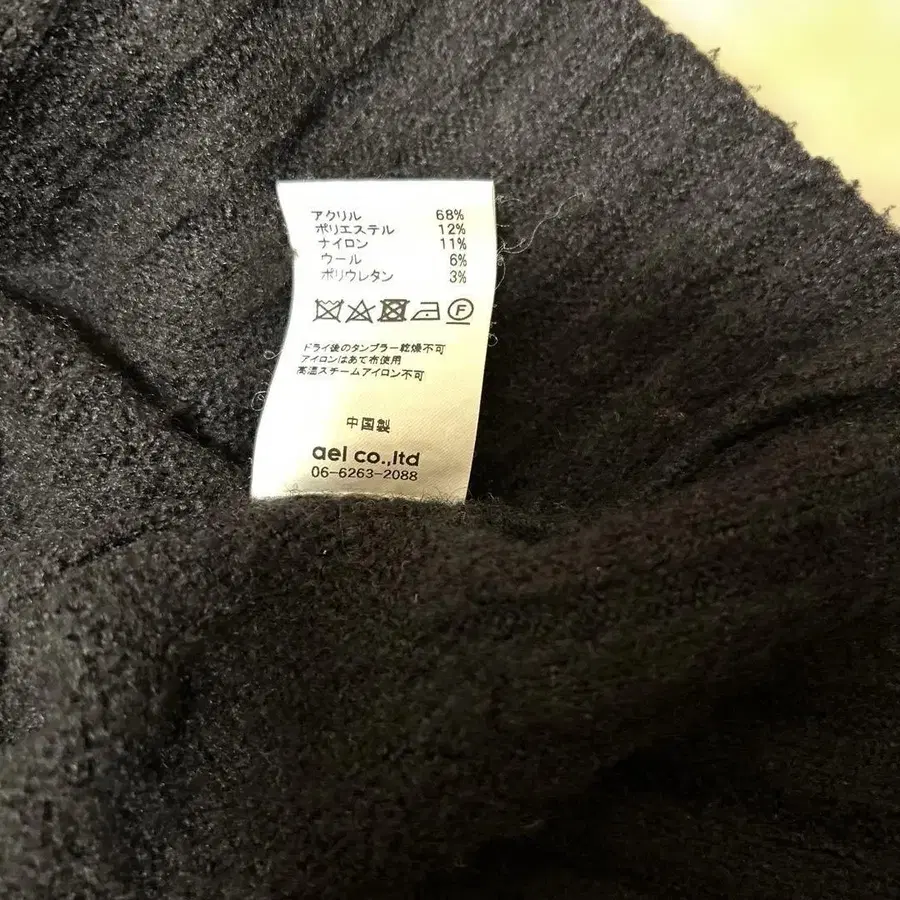 アクリル 68%
ポリエステル 12%
ナイロン 11%
ウール 6%
ポリウレタン 3%
F
ドライ後のタンブラー乾燥不可
アイロンはあて布使用
高温スチームアイロン不可
中国製
ael co.,ltd
06-6263-2088